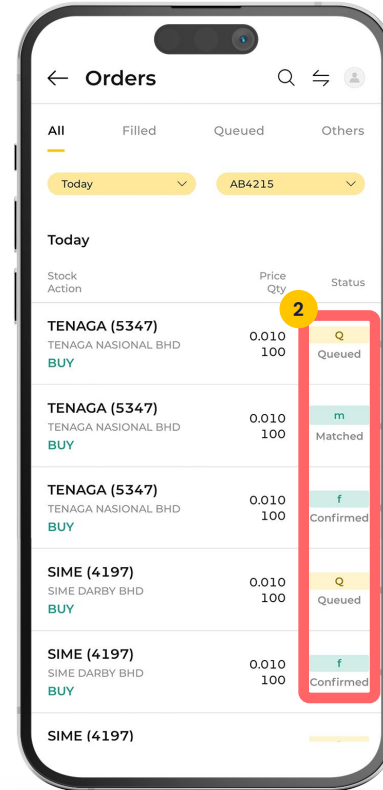 Orders
All Filled Queued Others
Today AB4215
Today
Stock Price Status
Action Qty
2
TENAGA (5347) 0.010 Q
TENAGA NASIONAL BHD 100 Queued
BUY
TENAGA (5347) 0.010 m
TENAGA NASIONAL BHD 100 Matched
BUY
TENAGA (5347) 0.010 f
TENAGA NASIONAL BHD 100 Confirmed
BUY
SIME (4197) 0.010 Q
SIME DARBY BHD 100 Queued
BUY
SIME (4197) 0.010 f
SIME DARBY BHD 100 Confirmed
BUY
SIME (4197)